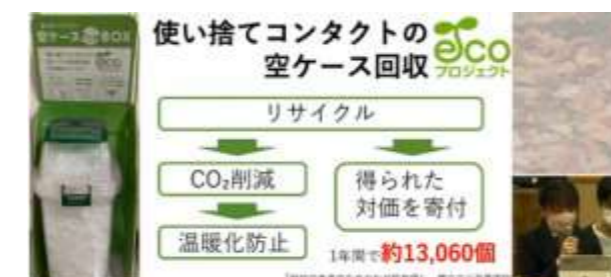 空ケースBOX
使い捨てコンタクトの
空ケース回収
eco
プロジェクト
リサイクル
CO₂削減
得られた
対価を寄付
温暖化防止
1年間で約13,060個